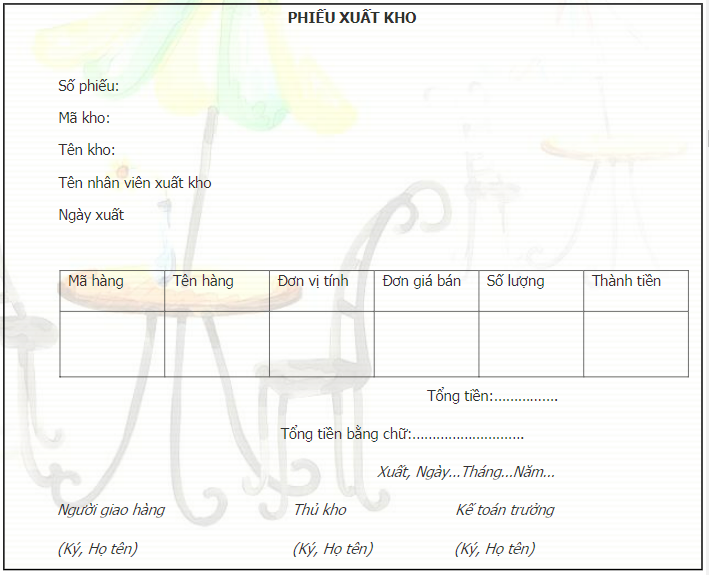 PHIẾU XUẤT KHO
Số phiếu:
Mã kho:
Tên kho:
Tên nhân viên xuất kho
Ngày xuất
Mã hàng Tên hàng Đơn vị tính Đơn giá bán Số lượng Thành tiền
Tổng tiền:................
Tổng tiền bằng chữ:............................
Xuất, Ngày...Tháng...Năm...
Người giao hàng Thủ kho Kế toán trưởng
(Ký, Họ tên) (Ký, Họ tên) (Ký, Họ tên)